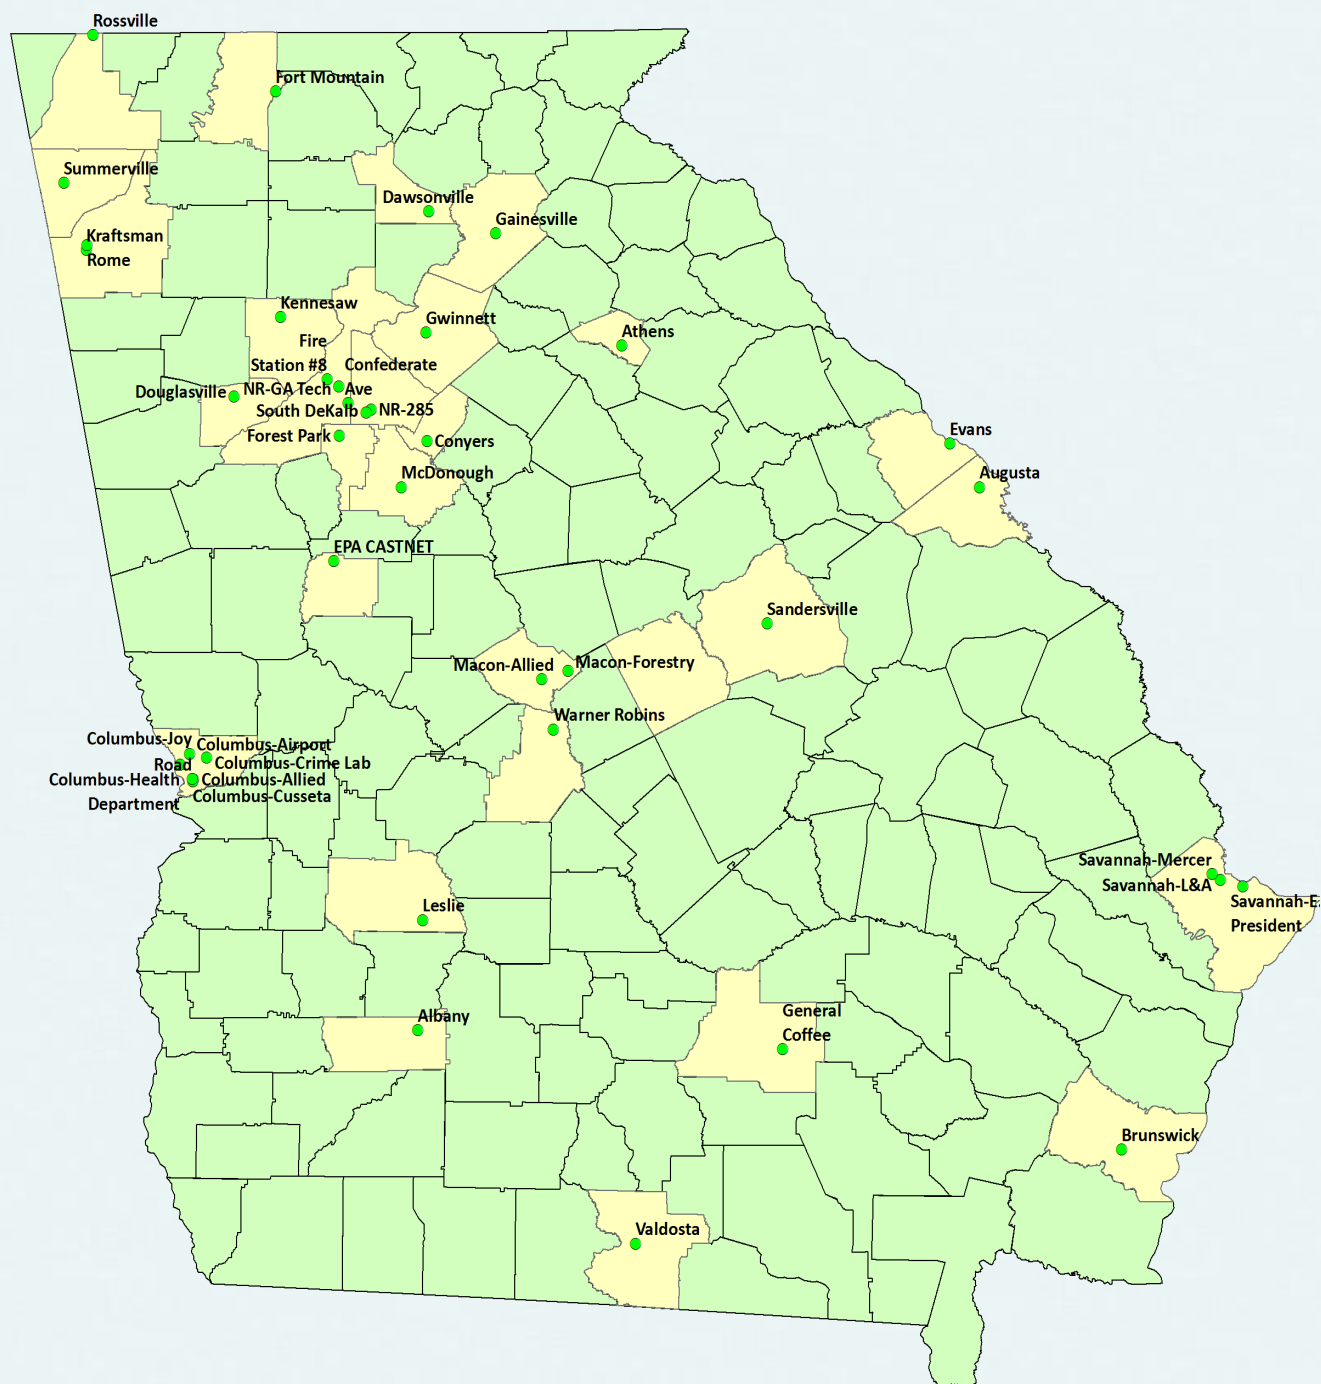 Rossville
Fort Mountain
Summerville
Dawsonville
Gainesville
Kraftsman
Rome
Kennesaw
Gwinnett
Athens
Fire
Station #8
Confederate
Ave
Douglasville
NR-GA Tech
South DeKalb
NR-285
Forest Park
Conyers
McDonough
Evans
Augusta
EPA CASTNET
Sandersville
Macon-Allied
Macon-Forestry
Warner Robins
Columbus-Joy
Road
Columbus-Airport
Columbus-Crime Lab
Columbus-Health
Department
Columbus-Allied
Columbus-Cusseta
Savannah-Mercer
Savannah-L&A
Savannah-E.
President
Leslie
Albany
General
Coffee
Brunswick
Valdosta